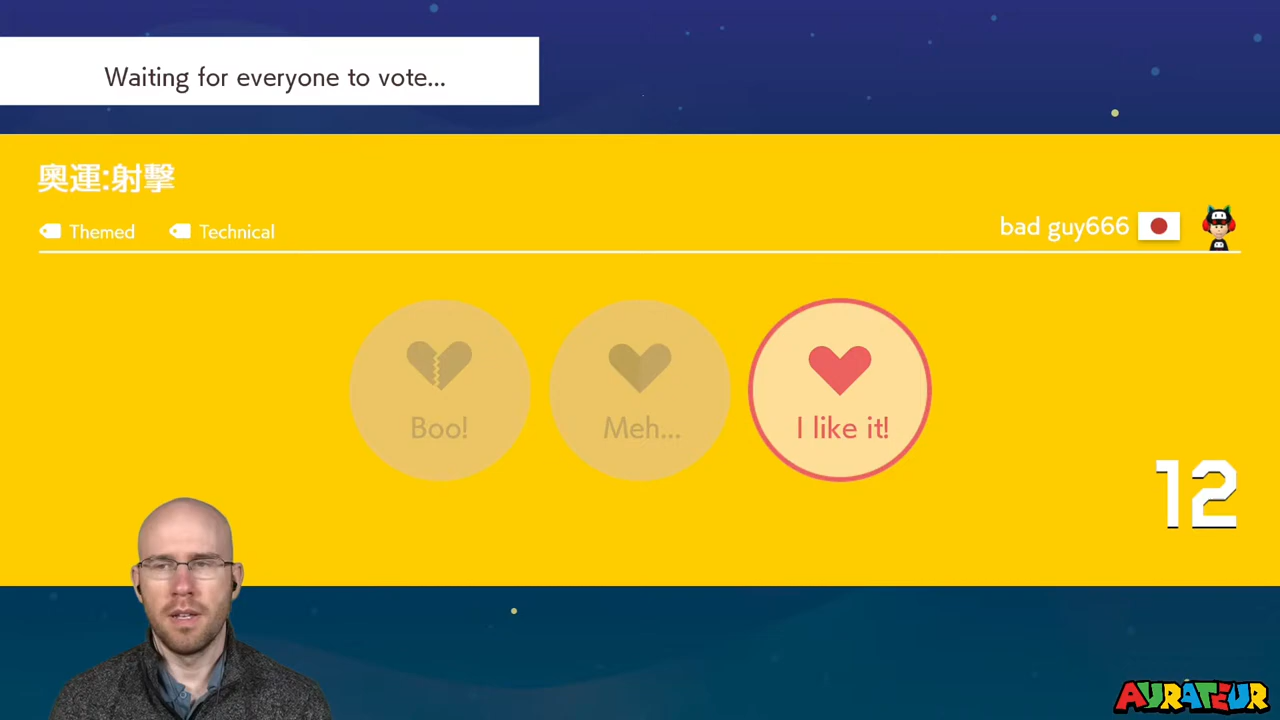 Waiting for everyone to vote...
奧運:射擊
Themed Technical
bad guy666
Boo! Meh... I like it!
12
AURATEUR